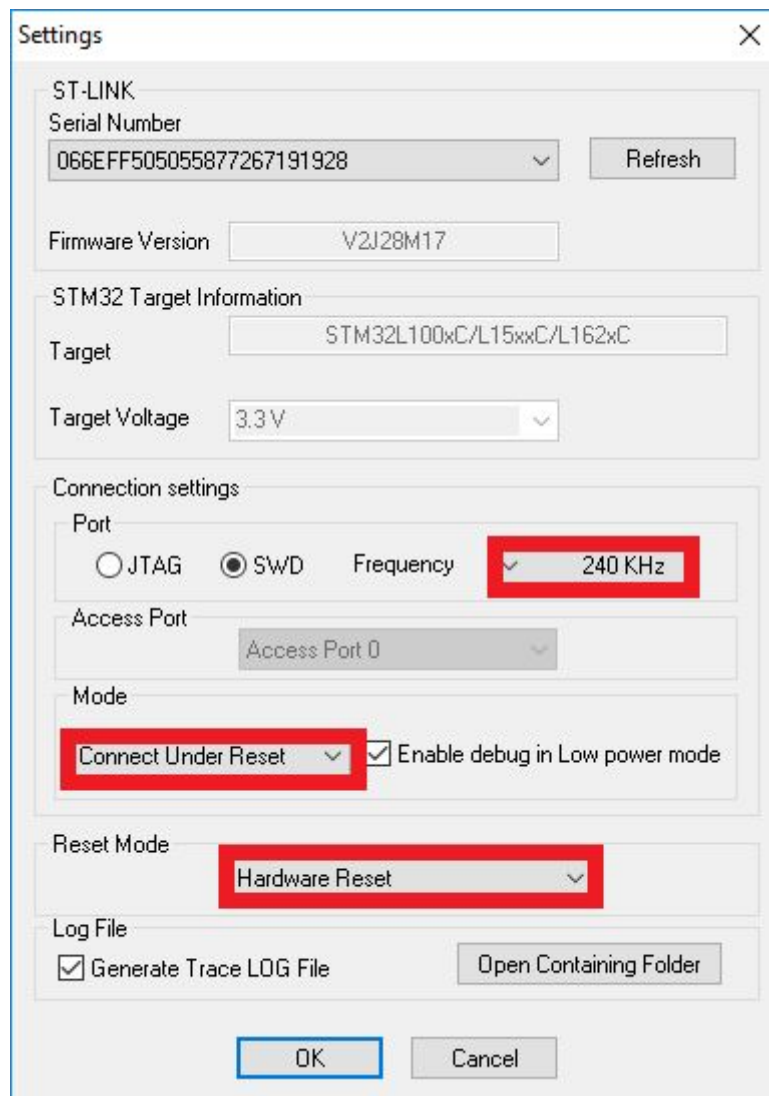 Settings
ST-LINK
Serial Number
066EFF505055877267191928
Refresh
Firmware Version V2J28M17
STM32 Target Information
Target STM32L100xC/L15xxC/L162xC
Target Voltage 3.3 V
Connection settings
Port
JTAG SWD Frequency 240 KHz
Access Port
Access Port 0
Mode
Connect Under Reset Enable debug in Low power mode
Reset Mode
Hardware Reset
Log File
Generate Trace LOG File Open Containing Folder
OK Cancel